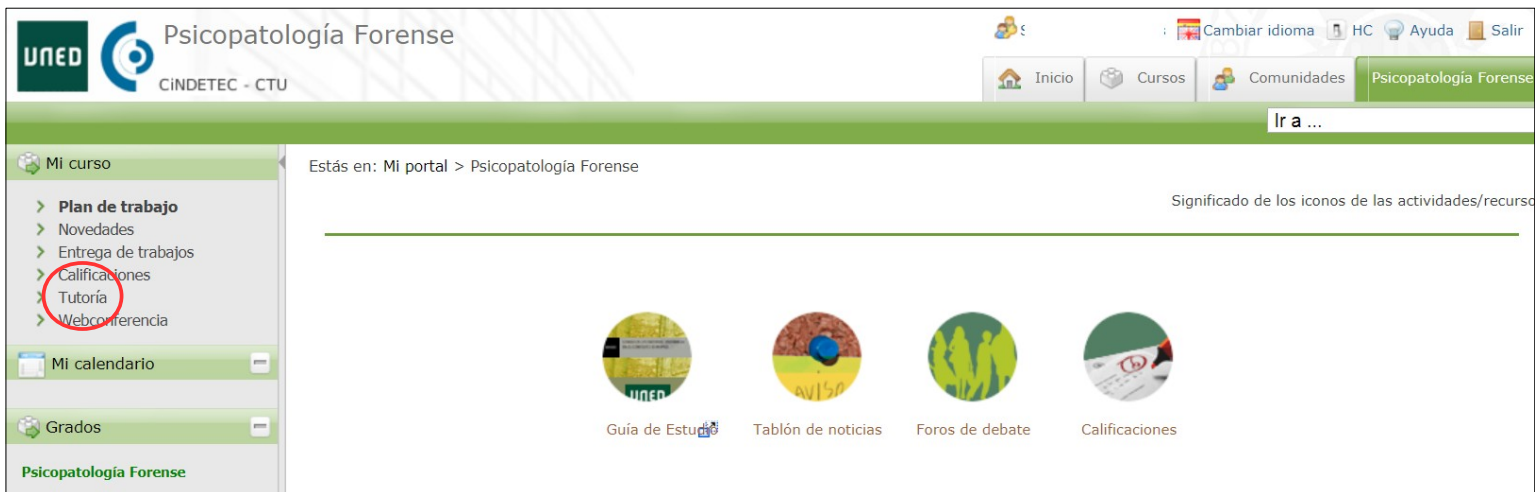 Psicopatología Forense
UNED
CiNDETEC - CTU
Cambiar idioma HC Ayuda Salir
Inicio Cursos Comunidades Psicopatología Forense
Ir a ...
Mi curso
Estás en: Mi portal > Psicopatología Forense
Significado de los iconos de las actividades/recurso
Plan de trabajo
Novedades
Entrega de trabajos
Calificaciones
Tutoría
Webconferencia
Mi calendario
UNED
AVISO
Grados
Guía de Estudio Tablón de noticias Foros de debate Calificaciones
Psicopatología Forense